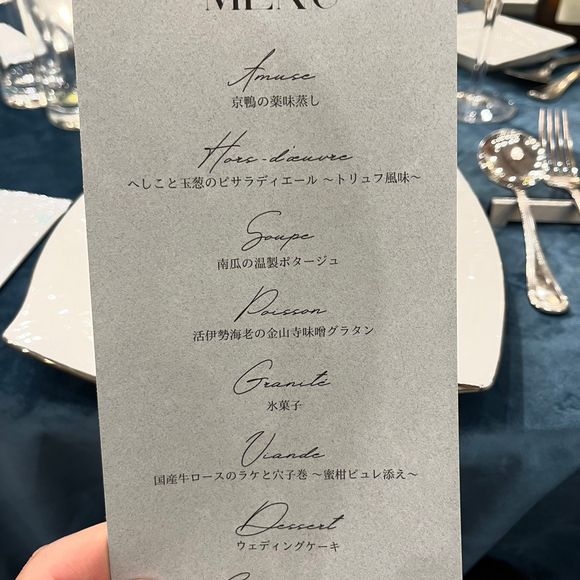 MENU
Amuse
京鴨の薬味蒸し
Hors-d'œuvre
へしこと玉葱のピサラディエール ～トリュフ風味～
Soupe
南瓜の温製ポタージュ
Poisson
活伊勢海老の金山寺味噌グラタン
Granité
氷菓子
Viande
国産牛ロースのラケと穴子巻 ～蜜柑ピュレ添え～
Dessert
ウェディングケーキ